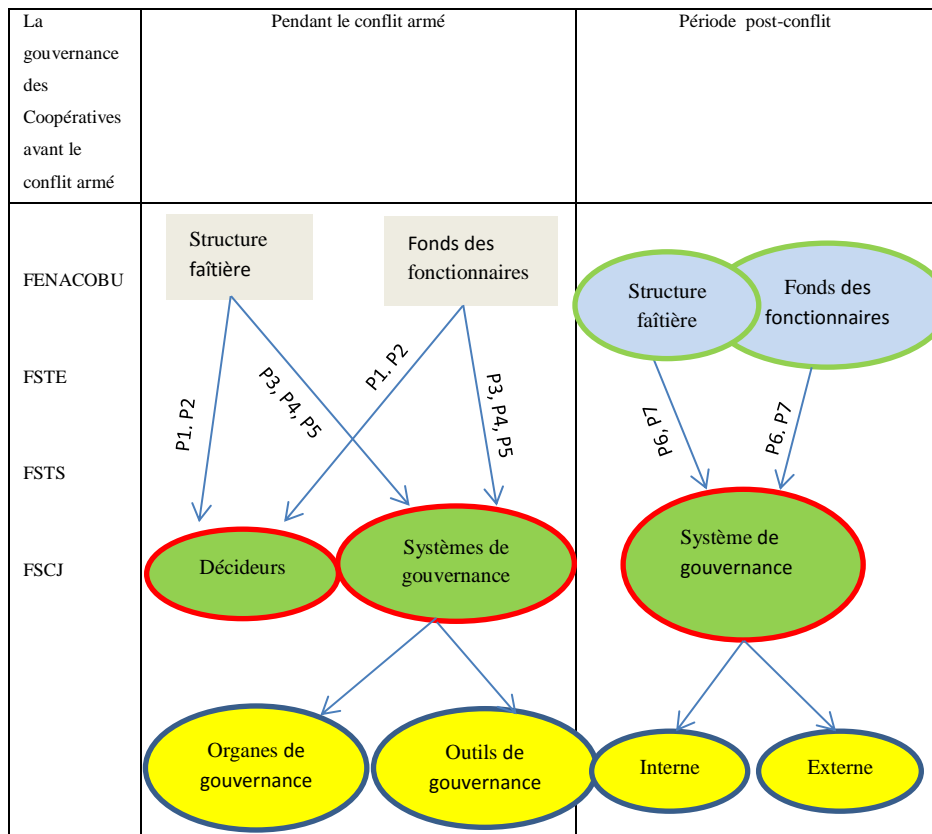 La
gouvernance
des
Coopératives
avant le
conflit armé
Pendant le conflit armé
Période post-conflit
FENACOBU
FSTE
FSTS
FSCJ
Structure
faîtière
Fonds des
fonctionnaires
P1. P2
P3, P4, P5
P1. P2
P3, P4, P5
Décideurs
Systèmes de
gouvernance
Organes de
gouvernance
Outils de
gouvernance
Structure
faîtière
Fonds des
fonctionnaires
P6, P7
P6, P7
Système de
gouvernance
Interne
Externe